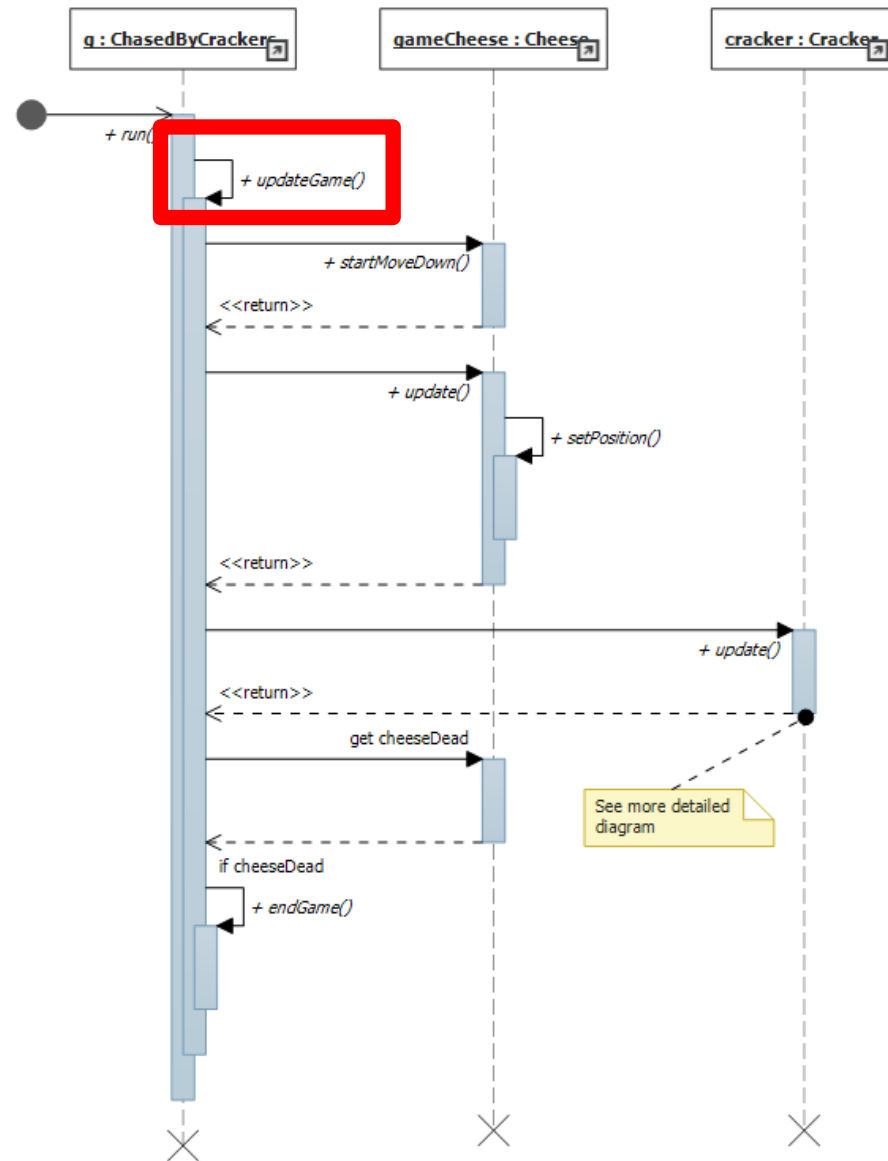 g : ChasedByCrackers
gameCheese : Cheese
cracker : Cracker
+ run()
+ updateGame()
+ startMoveDown()
<<return>>
+ update()
+ setPosition()
<<return>>
+ update()
<<return>>
get cheeseDead
See more detailed
diagram
if cheeseDead
+ endGame()